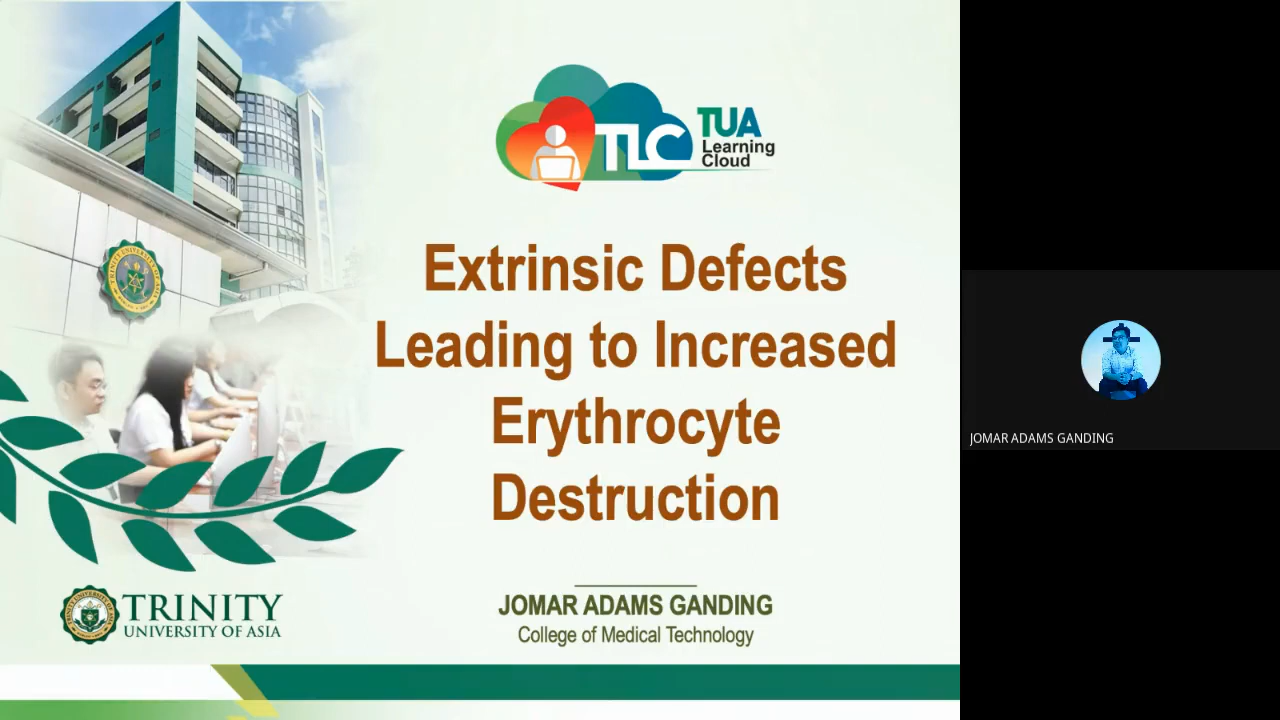 TLC
TUA
Learning
Cloud
Extrinsic Defects
Leading to Increased
Erythrocyte
Destruction
JOMAR ADAMS GANDING
College of Medical Technology
TRINITY
UNIVERSITY OF ASIA
JOMAR ADAMS GANDING